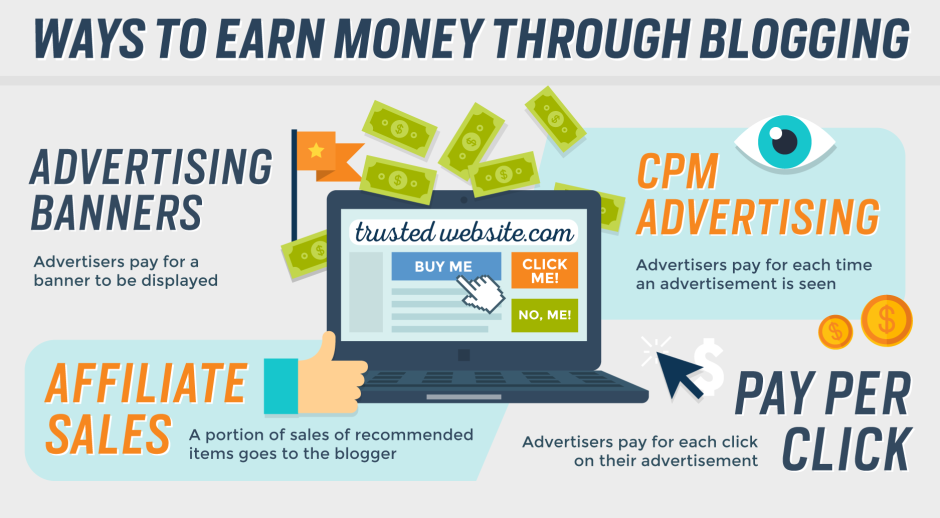 WAYS TO EARN MONEY THROUGH BLOGGING
ADVERTISING
BANNERS
Advertisers pay for a
banner to be displayed
trusted website.com
BUY ME
CLICK
ME!
NO, ME!
CPM
ADVERTISING
Advertisers pay for each time
an advertisement is seen
AFFILIATE
SALES
A portion of sales of recommended
items goes to the blogger
PAY PER
CLICK
Advertisers pay for each click
on their advertisement